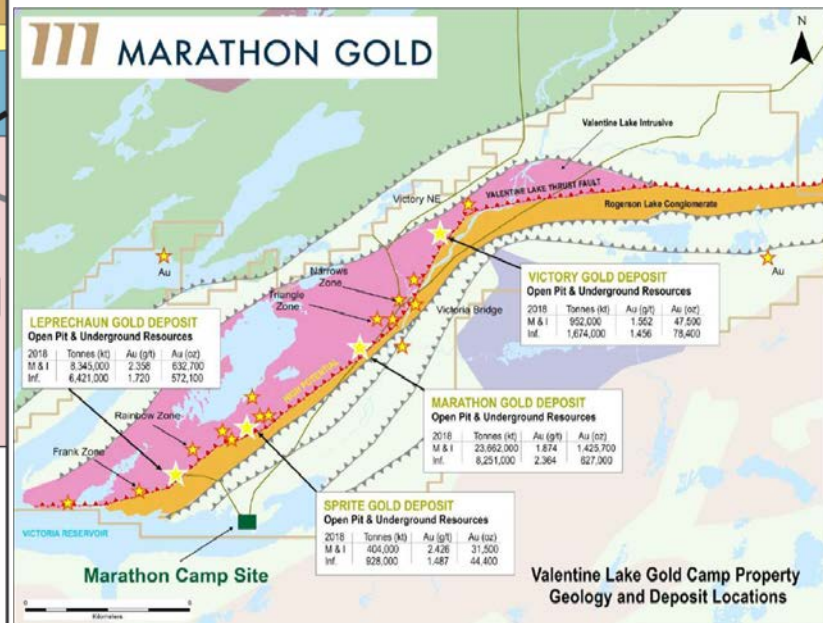 MARATHON GOLD
N
Valentine Lake Intrusive
VALENTINE LAKE THRUST FAULT
Rogerson Lake Conglomerate
Victory NE
Au
Au
Narrows
Zone
Triangle
Zone
Victoria Bridge
VICTORY GOLD DEPOSIT
Open Pit & Underground Resources
2018 Tonnes (kt) Au (g/t) Au (oz)
M & I 952,000 1.552 47,500
Inf. 1,674,000 1.456 78,400
LEPRECHAUN GOLD DEPOSIT
Open Pit & Underground Resources
2018 Tonnes (kt) Au (g/t) Au (oz)
M & I 8,345,000 2.358 632,700
Inf. 6,421,000 1.720 572,100
HIGH POTENTIAL
MARATHON GOLD DEPOSIT
Open Pit & Underground Resources
2018 Tonnes (kt) Au (g/t) Au (oz)
M & I 23,662,000 1.874 1,425,700
Inf. 8,251,000 2.364 627,000
Rainbow Zone
Frank Zone
SPRITE GOLD DEPOSIT
Open Pit & Underground Resources
2018 Tonnes (kt) Au (g/t) Au (oz)
M & I 404,000 2.426 31,500
Inf. 928,000 1.487 44,400
VICTORIA RESERVOIR
Marathon Camp Site
Valentine Lake Gold Camp Property
Geology and Deposit Locations
0 5
Kilometers